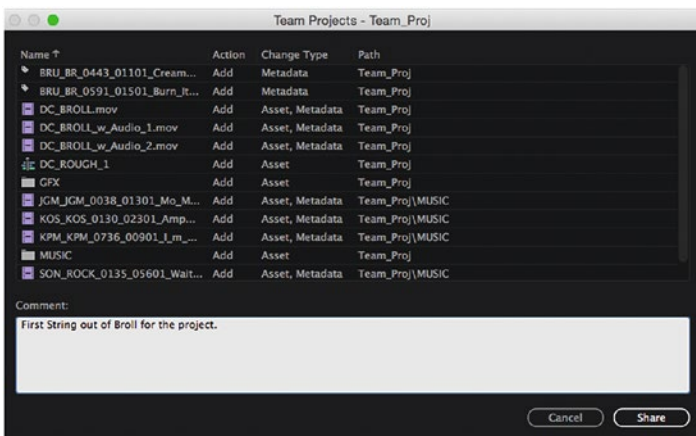 Team Projects - Team_Proj
Name ↑ Action Change Type Path
BRU_BR_0443_01101_Cream... Add Metadata Team_Proj
BRU_BR_0591_01501_Burn_It... Add Metadata Team_Proj
DC_BROLL.mov Add Asset, Metadata Team_Proj
DC_BROLL_w_Audio_1.mov Add Asset, Metadata Team_Proj
DC_BROLL_w_Audio_2.mov Add Asset, Metadata Team_Proj
DC_ROUGH_1 Add Asset Team_Proj
GFX Add Asset Team_Proj
JGM_JGM_0038_01301_Mo_M... Add Asset, Metadata Team_Proj\MUSIC
KOS_KOS_0130_02301_Amp... Add Asset, Metadata Team_Proj\MUSIC
KPM_KPM_0736_00901_I_m_... Add Asset, Metadata Team_Proj\MUSIC
MUSIC Add Asset Team_Proj
SON_ROCK_0135_05601_Wait... Add Asset, Metadata Team_Proj\MUSIC
Comment:
First String out of Broll for the project.
Cancel Share